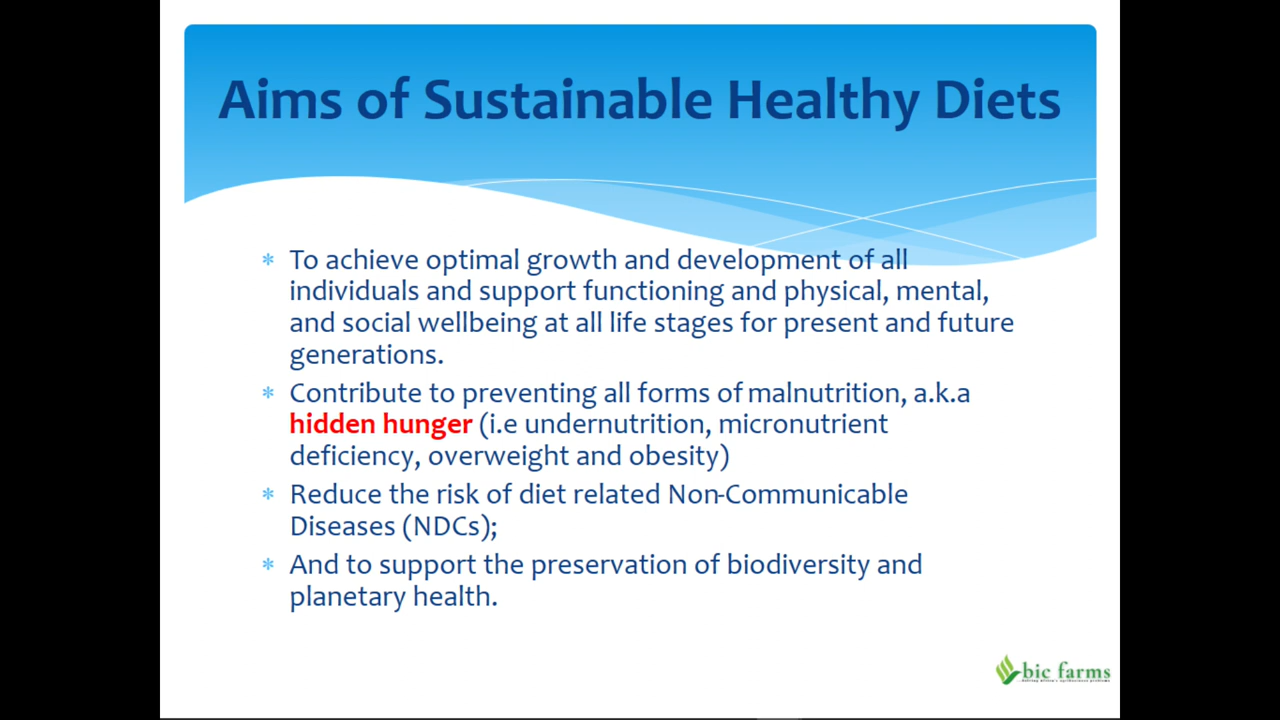 Aims of Sustainable Healthy Diets
* To achieve optimal growth and development of all
individuals and support functioning and physical, mental,
and social wellbeing at all life stages for present and future
generations.
* Contribute to preventing all forms of malnutrition, a.k.a
hidden hunger (i.e undernutrition, micronutrient
deficiency, overweight and obesity)
* Reduce the risk of diet related Non-Communicable
Diseases (NDCs);
* And to support the preservation of biodiversity and
planetary health.
bic farms